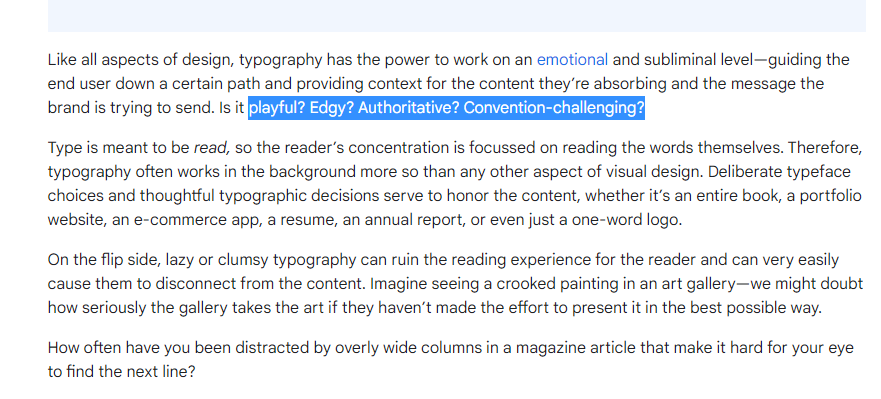 Like all aspects of design, typography has the power to work on an emotional and subliminal level—guiding the
end user down a certain path and providing context for the content they’re absorbing and the message the
brand is trying to send. Is it playful? Edgy? Authoritative? Convention-challenging?
Type is meant to be read, so the reader’s concentration is focussed on reading the words themselves. Therefore,
typography often works in the background more so than any other aspect of visual design. Deliberate typeface
choices and thoughtful typographic decisions serve to honor the content, whether it’s an entire book, a portfolio
website, an e-commerce app, a resume, an annual report, or even just a one-word logo.
On the flip side, lazy or clumsy typography can ruin the reading experience for the reader and can very easily
cause them to disconnect from the content. Imagine seeing a crooked painting in an art gallery—we might doubt
how seriously the gallery takes the art if they haven’t made the effort to present it in the best possible way.
How often have you been distracted by overly wide columns in a magazine article that make it hard for your eye
to find the next line?